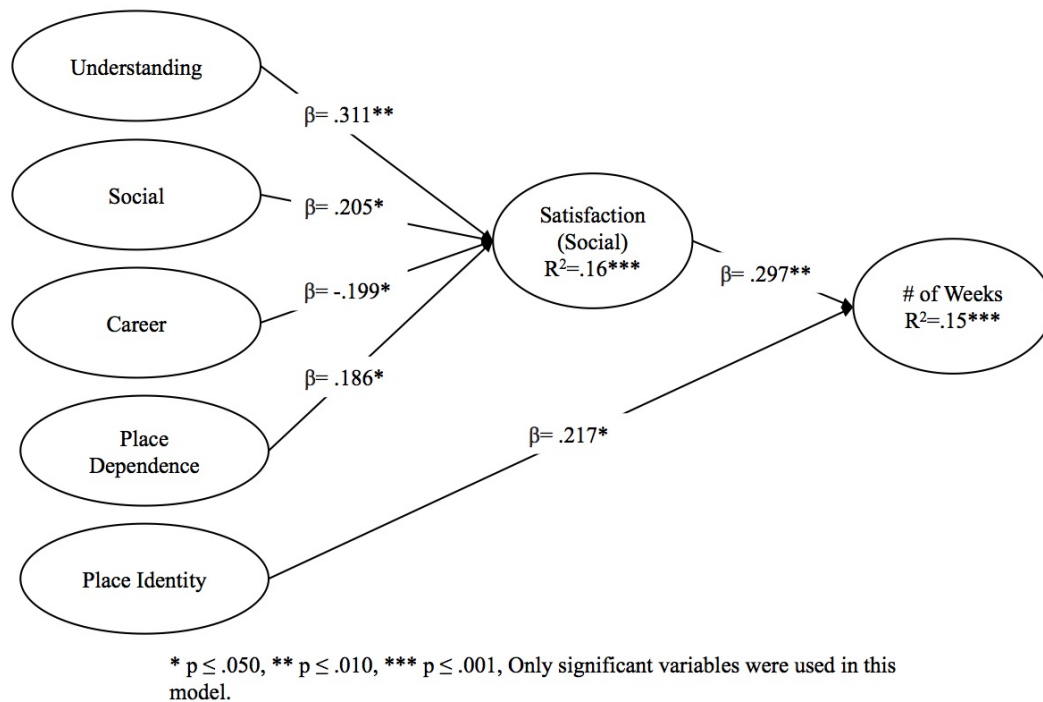 Understanding
β= .311**
Social
β= .205*
Satisfaction
(Social)
R²=.16***
β= .297**
# of Weeks
R²=.15***
Career
β= -.199*
β= .186*
Place
Dependence
β= .217*
Place Identity
* p ≤ .050, ** p ≤ .010, *** p ≤ .001, Only significant variables were used in this
model.